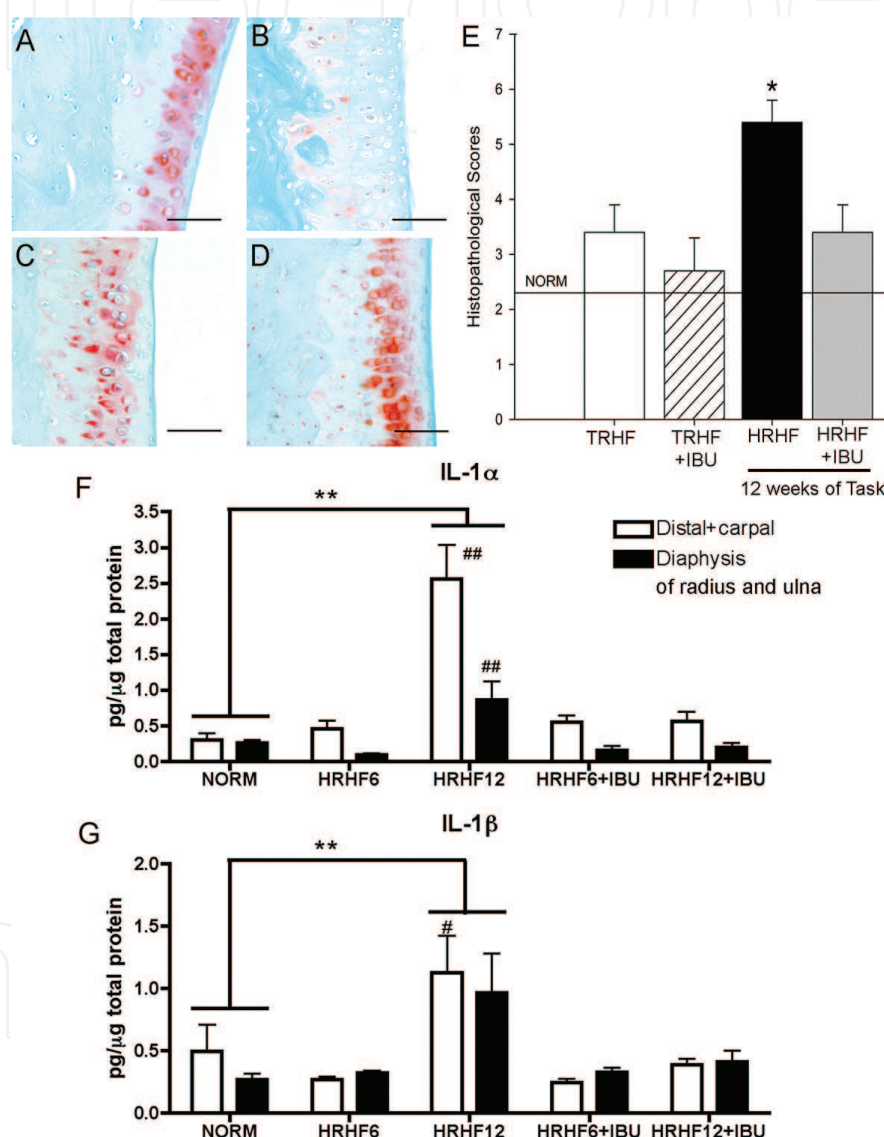 A
B
C
D
E
Histopathological Scores
7
6
5
4
3
2
1
0
*
NORM
TRHF
TRHF
+IBU
HRHF
HRHF
+IBU
12 weeks of Task
F
IL-1α
pg/µg total protein
3.5
3.0
2.5
2.0
1.5
1.0
0.5
0.0
**
##
##
Distal+carpal
Diaphysis
of radius and ulna
NORM HRHF6 HRHF12 HRHF6+IBU HRHF12+IBU
G
IL-1β
pg/µg total protein
2.0
1.5
1.0
0.5
0.0
**
#
NORM HRHF6 HRHF12 HRHF6+IBU HRHF12+IBU